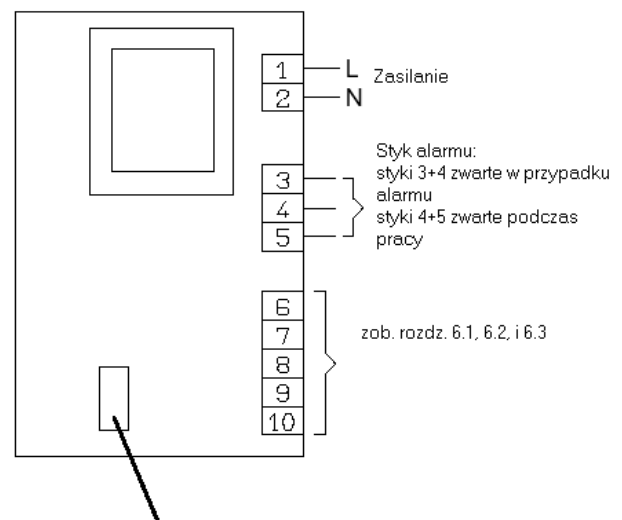 1 L Zasilanie
2 N
Styk alarmu:
styki 3+4 zwarte w przypadku
alarmu
styki 4+5 zwarte podczas
pracy
3
4
5
6
7
8
9
10
zob. rozdz. 6.1, 6.2, i 6.3